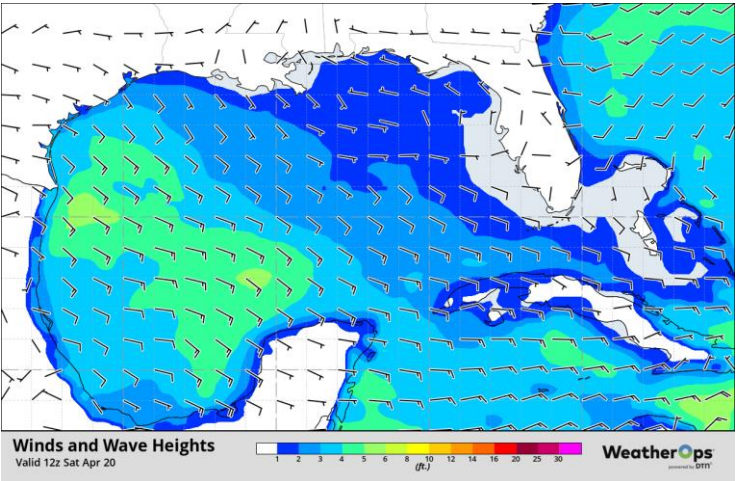 Winds and Wave Heights
Valid 12z Sat Apr 20
1 2 3 4 5 6 8 10 12 14 16 20 25 30
(ft.)
WeatherOps
powered by DTN